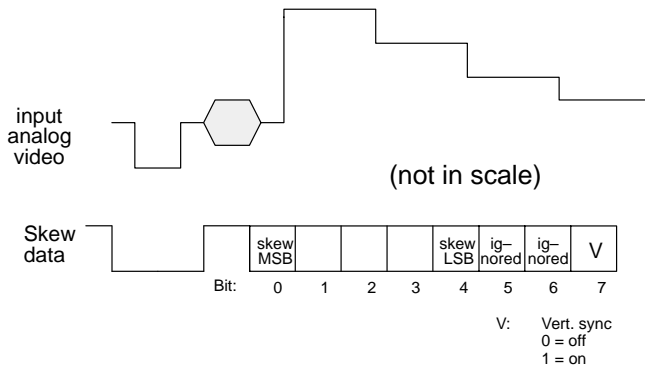 input
analog
video
(not in scale)
Skew
data
skew
MSB
skew
LSB
ig–
nored
ig–
nored
V
Bit: 0 1 2 3 4 5 6 7
V: Vert. sync
0 = off
1 = on